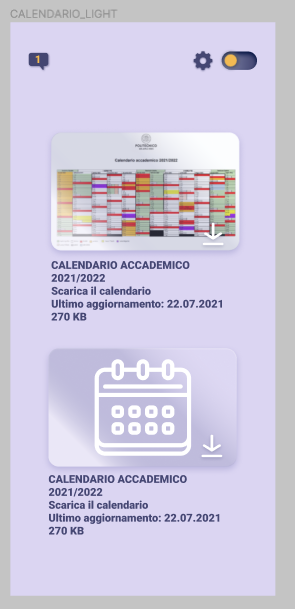 CALENDARIO_LIGHT
1
POLITECNICO
Calendario accademico 2021/2022
CALENDARIO ACCADEMICO
2021/2022
Scarica il calendario
Ultimo aggiornamento: 22.07.2021
270 KB
CALENDARIO ACCADEMICO
2021/2022
Scarica il calendario
Ultimo aggiornamento: 22.07.2021
270 KB